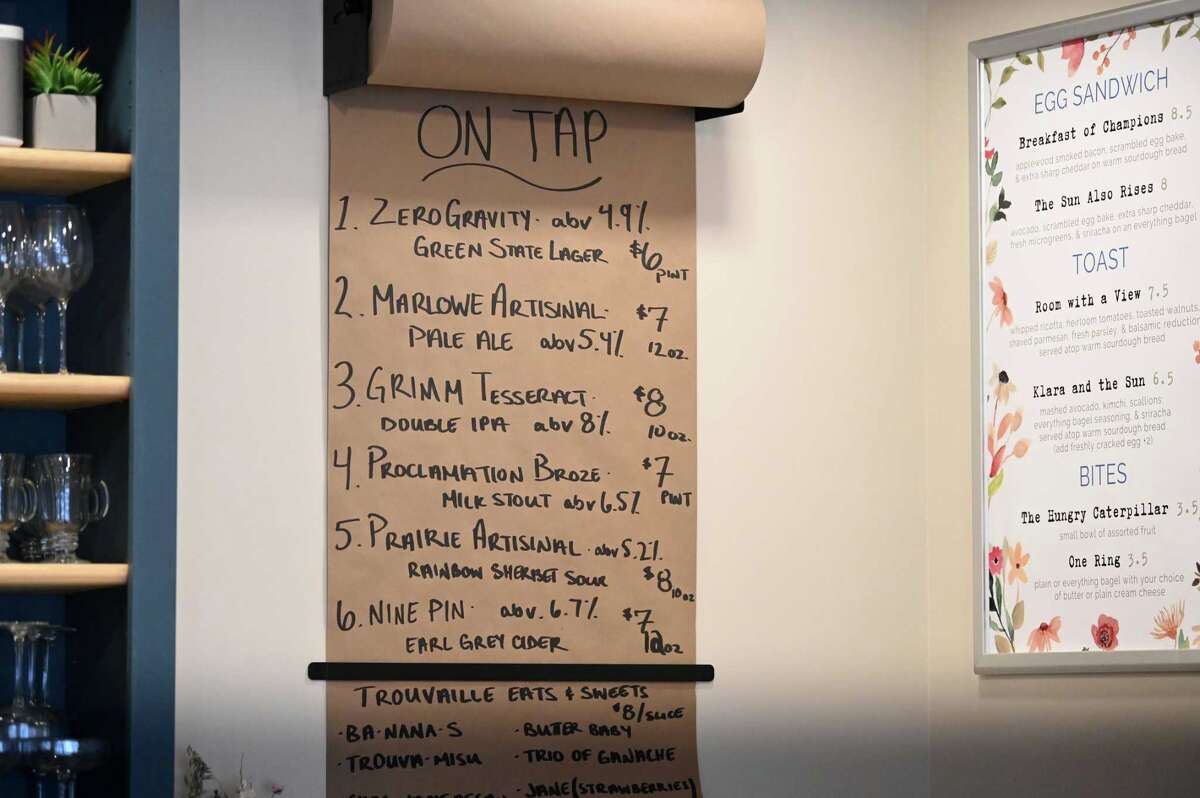 ON TAP
1. ZERO GRAVITY. abv 4.9%
GREEN STATE LAGER $6
PINT
2. MARLOWE ARTISINAL. $7
PALE ALE abv 5.4% 12oz
3. GRIMM TESSERACT. $8
DOUBLE IPA abv 8% 10oz.
4. PROCLAMATION BROZE. $7
MILK STOUT abv 6.5% PINT
5. PRAIRIE ARTISINAL. abv 5.2%
RAINBOW SHERBET SOUR $8 10oz
6. NINE PIN. abv. 6.7% $7
EARL GREY CIDER 12oz
TROUVAILLE EATS & SWEETS
$8/SLICE
·BA-NANA-S ·BUTTER BABY
·TROUVA-MISU ·TRIO OF GANACHE
·JANE (STRAWBERRIES)
EGG SANDWICH
Breakfast of Champions 8.5
applewood smoked bacon, scrambled egg bake,
& extra sharp cheddar on warm sourdough bread
The Sun Also Rises 8
avocado, scrambled egg bake, extra sharp cheddar,
fresh microgreens, & sriracha on an everything bagel
TOAST
Room with a View 7.5
whipped ricotta, heirloom tomatoes, toasted walnuts,
shaved parmesan, fresh parsley, & balsamic reduction
served atop warm sourdough bread
Klara and the Sun 6.5
mashed avocado, kimchi, scallions,
everything bagel seasoning, & sriracha
served atop warm sourdough bread
(add freshly cracked egg +2)
BITES
The Hungry Caterpillar 3.5
small bowl of assorted fruit
One Ring 3.5
plain or everything bagel with your choice
of butter or plain cream cheese